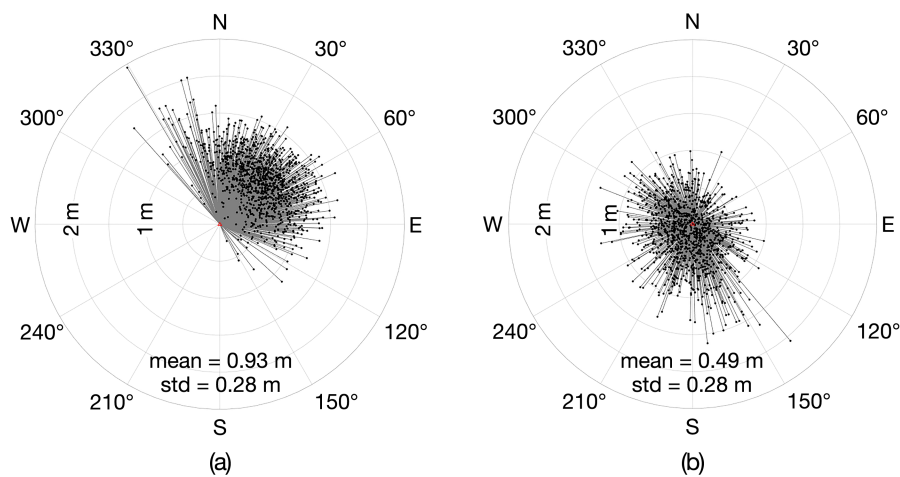 N
330°
30°
300°
60°
W
2 m
1 m
E
240°
120°
mean = 0.93 m
std = 0.28 m
210°
150°
S
(a)
N
330°
30°
300°
60°
W
2 m
1 m
E
240°
120°
mean = 0.49 m
std = 0.28 m
210°
150°
S
(b)